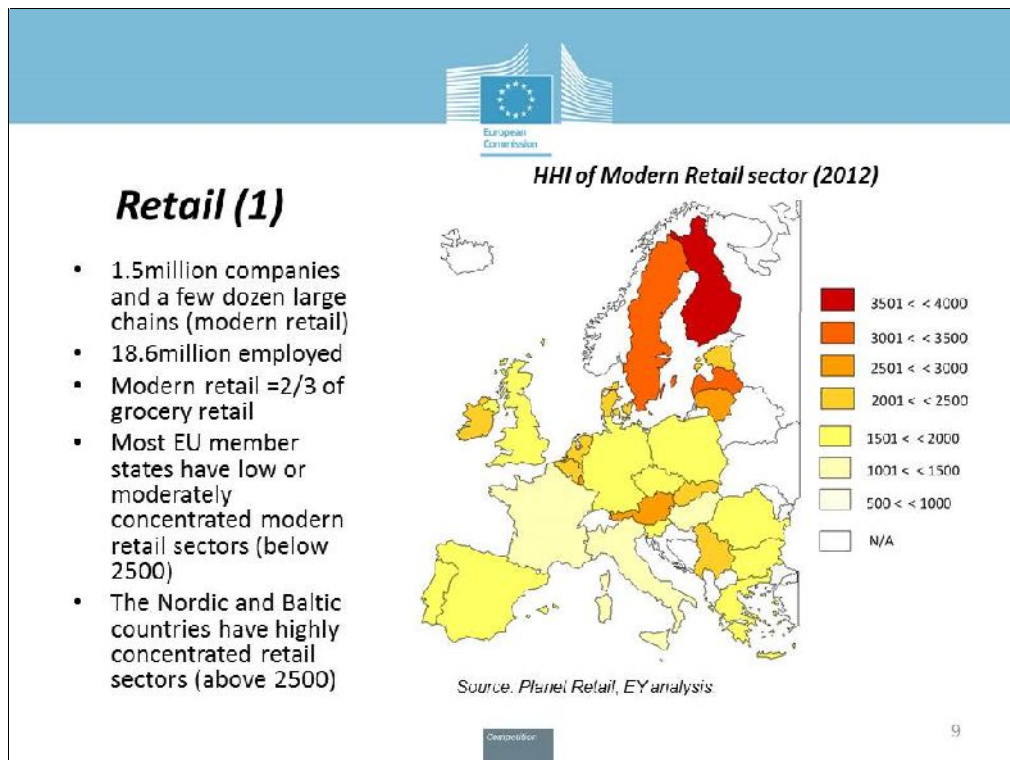 European
Commission
HHI of Modern Retail sector (2012)
Retail (1)
• 1.5million companies
and a few dozen large
chains (modern retail)
• 18.6million employed
• Modern retail =2/3 of
grocery retail
• Most EU member
states have low or
moderately
concentrated modern
retail sectors (below
2500)
• The Nordic and Baltic
countries have highly
concentrated retail
sectors (above 2500)
3501 < < 4000
3001 < < 3500
2501 < < 3000
2001 < < 2500
1501 < < 2000
1001 < < 1500
500 < < 1000
N/A
Source. Planet Retail, EY analysis.
Competition
9